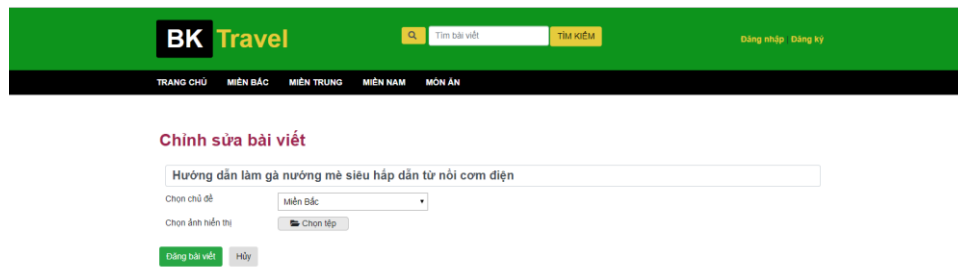 BK Travel
Tìm bài viết
TÌM KIẾM
Đăng nhập Đăng ký
TRANG CHỦ MIỀN BẮC MIỀN TRUNG MIỀN NAM MÓN ĂN
Chỉnh sửa bài viết
Hướng dẫn làm gà nướng mè siêu hấp dẫn từ nồi cơm điện
Chọn chủ đề Miền Bắc
Chọn ảnh hiển thị Chọn tệp
Đăng bài viết Hủy